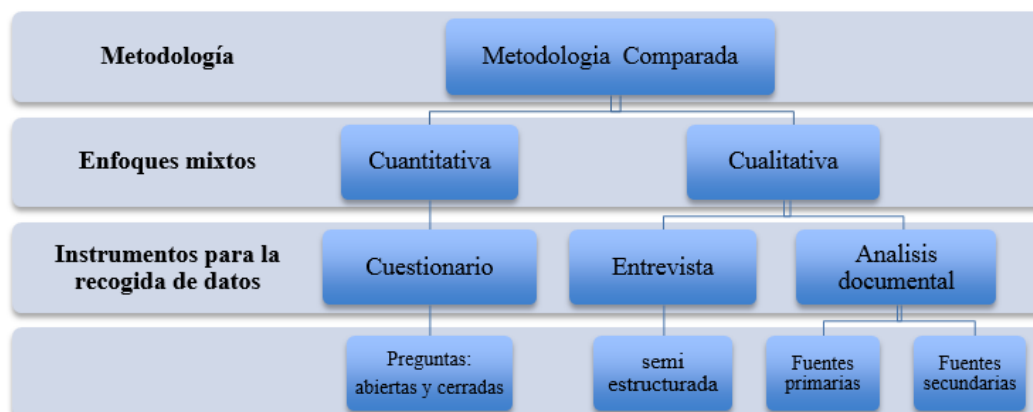 Metodología
Metodologia Comparada
Enfoques mixtos
Cuantitativa
Cualitativa
Instrumentos para la
recogida de datos
Cuestionario
Entrevista
Analisis
documental
Preguntas:
abiertas y cerradas
semi
estructurada
Fuentes
primarias
Fuentes
secundarias